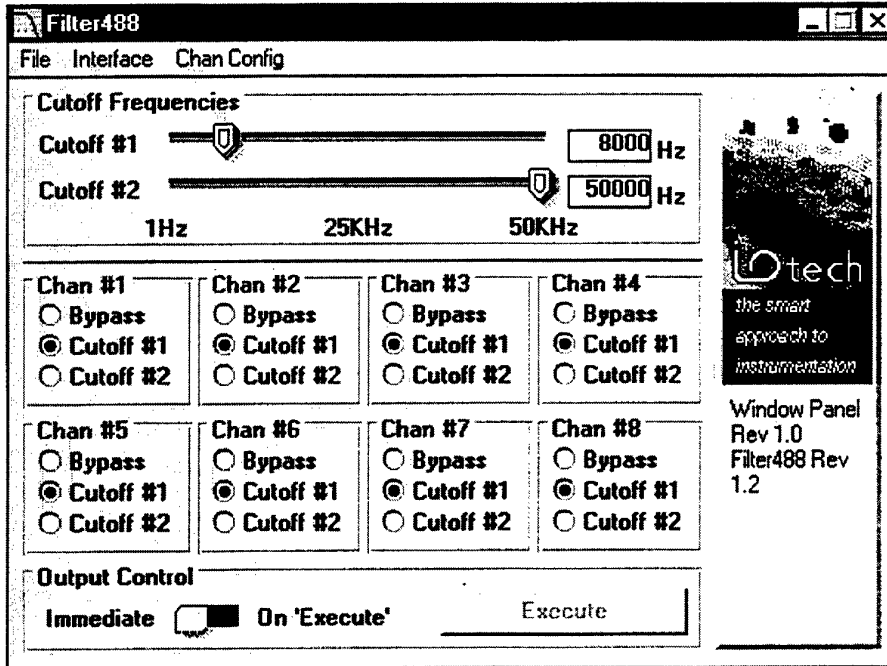 Filter488
File Interface Chan Config
Cutoff Frequencies
Cutoff #1 8000 Hz
Cutoff #2 50000 Hz
1Hz 25KHz 50KHz
Chan #1 Chan #2 Chan #3 Chan #4
Bypass Bypass Bypass Bypass
Cutoff #1 Cutoff #1 Cutoff #1 Cutoff #1
Cutoff #2 Cutoff #2 Cutoff #2 Cutoff #2
Chan #5 Chan #6 Chan #7 Chan #8
Bypass Bypass Bypass Bypass
Cutoff #1 Cutoff #1 Cutoff #1 Cutoff #1
Cutoff #2 Cutoff #2 Cutoff #2 Cutoff #2
Output Control
Immediate On 'Execute' Execute
IOtech
the smart
approach to
instrumentation
Window Panel
Rev 1.0
Filter488 Rev
1.2